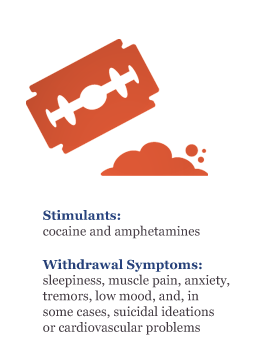 Stimulants:
cocaine and amphetamines
Withdrawal Symptoms:
sleepiness, muscle pain, anxiety,
tremors, low mood, and, in
some cases, suicidal ideations
or cardiovascular problems